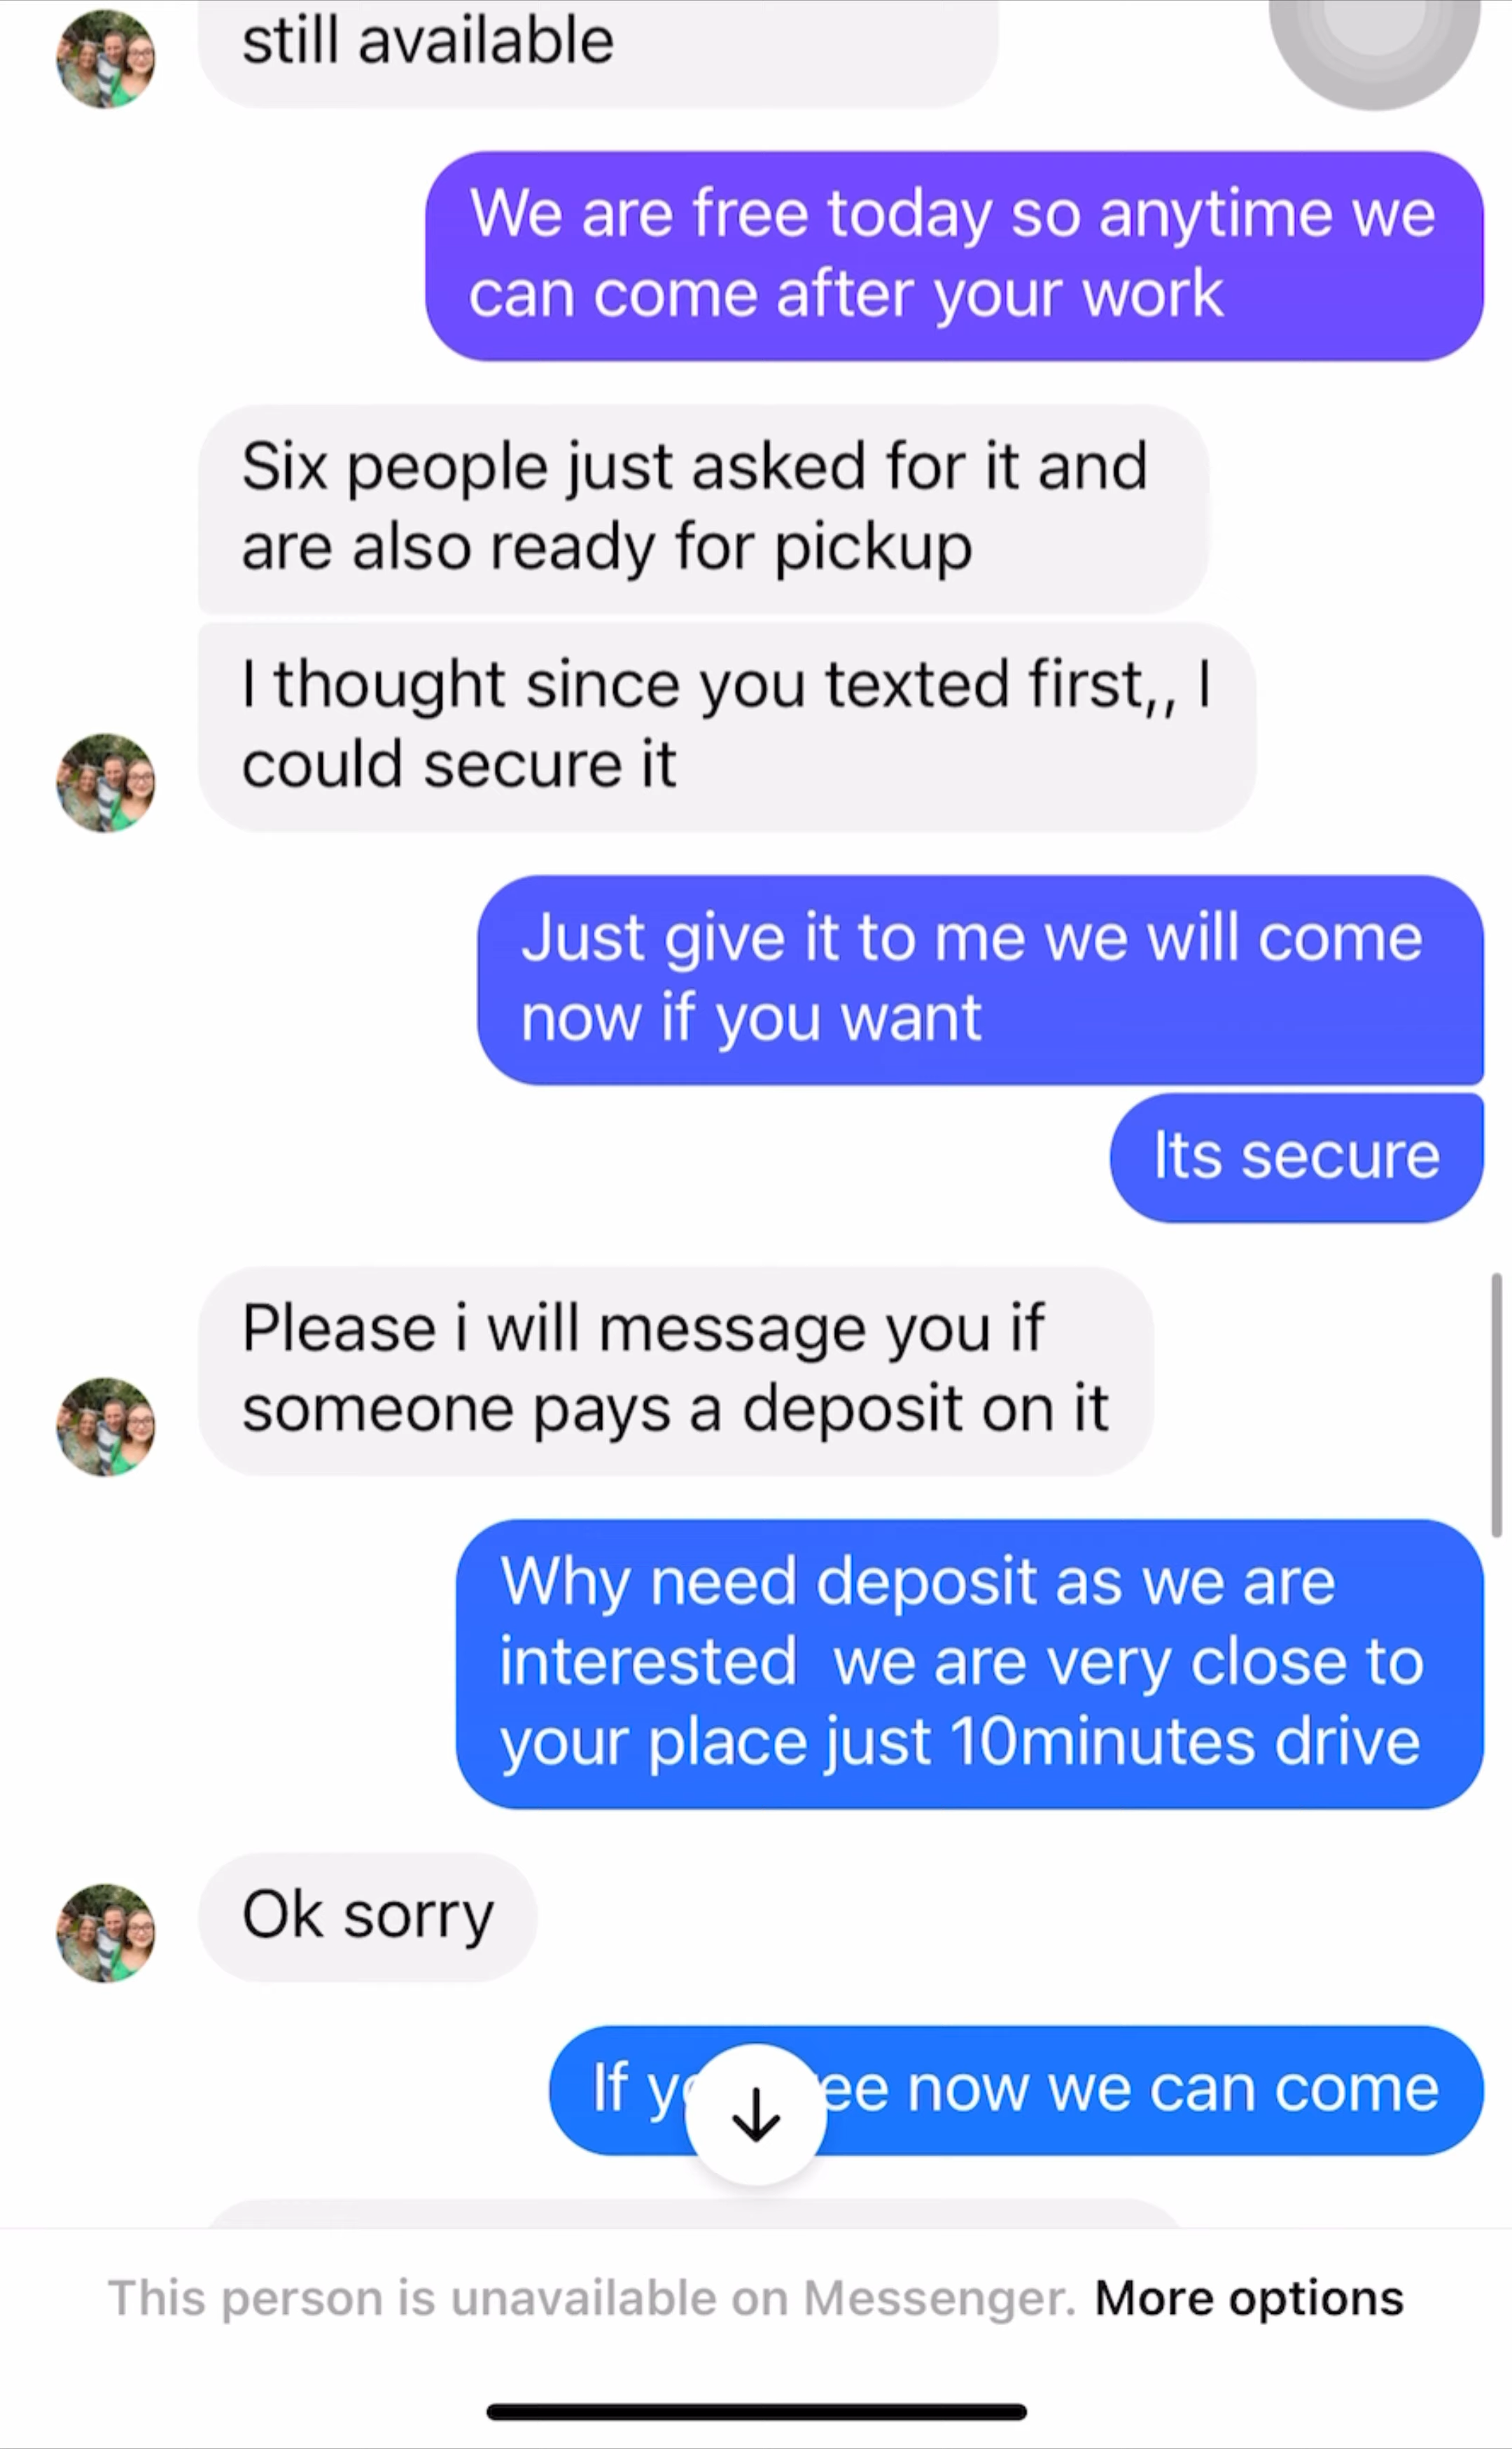 still available
We are free today so anytime we
can come after your work
Six people just asked for it and
are also ready for pickup
I thought since you texted first,, I
could secure it
Just give it to me we will come
now if you want
Its secure
Please i will message you if
someone pays a deposit on it
Why need deposit as we are
interested  we are very close to
your place just 10minutes drive
Ok sorry
If now we can come
This person is unavailable on Messenger. More options